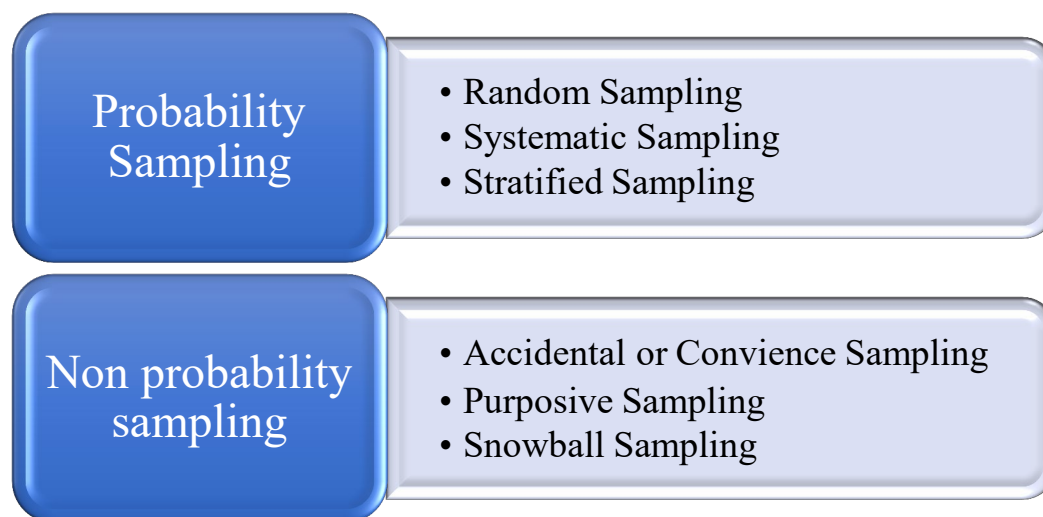 Probability
Sampling
• Random Sampling
• Systematic Sampling
• Stratified Sampling
Non probability
sampling
• Accidental or Convience Sampling
• Purposive Sampling
• Snowball Sampling